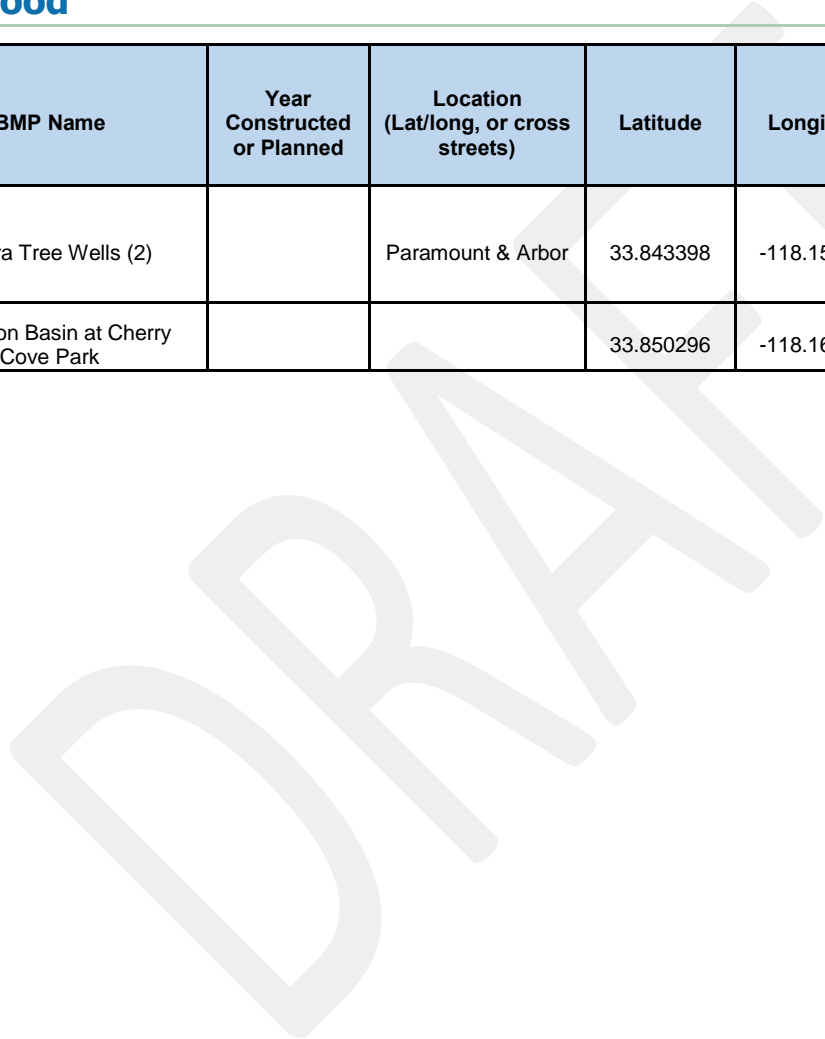 ood
BMP Name
Year
Constructed
or Planned
Location
(Lat/long, or cross
streets)
Latitude
Longi
ra Tree Wells (2)
Paramount & Arbor
33.843398
-118.15
on Basin at Cherry
Cove Park
33.850296
-118.16
DRAF